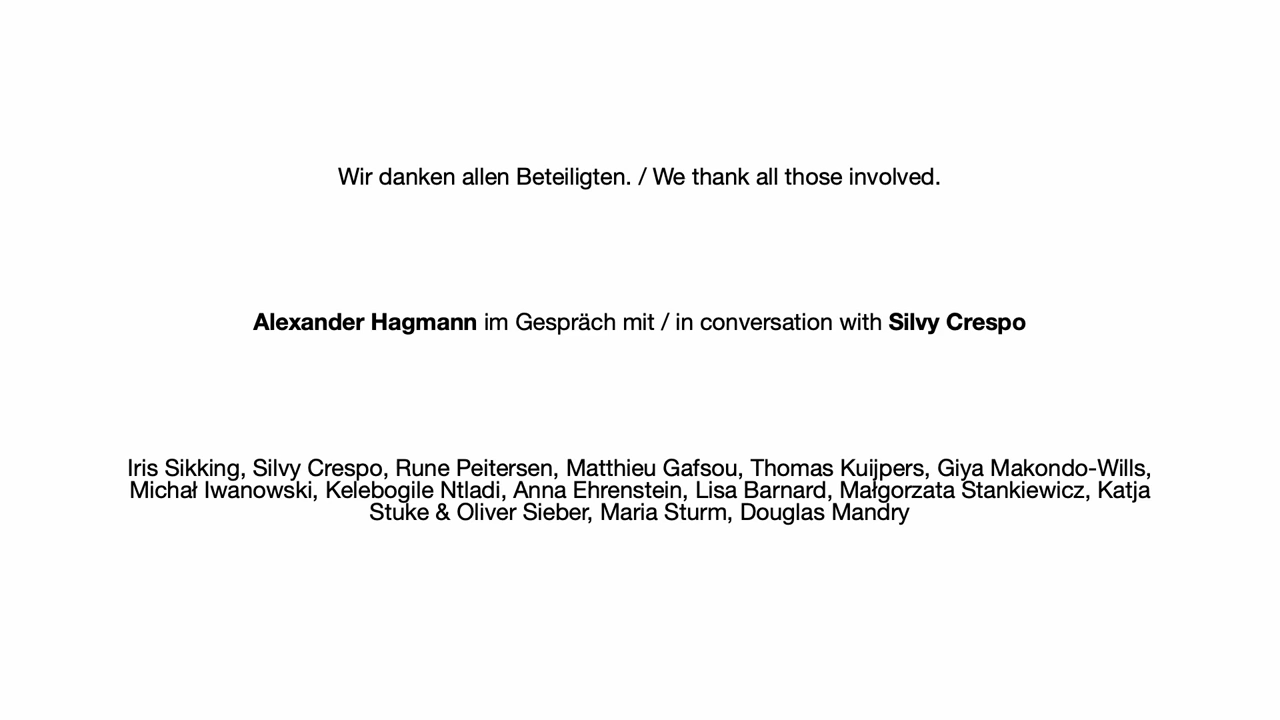 Wir danken allen Beteiligten. / We thank all those involved.
Alexander Hagmann im Gespräch mit / in conversation with Silvy Crespo
Iris Sikking, Silvy Crespo, Rune Peitersen, Matthieu Gafsou, Thomas Kuijpers, Giya Makondo-Wills,
Michał Iwanowski, Kelebogile Ntladi, Anna Ehrenstein, Lisa Barnard, Małgorzata Stankiewicz, Katja
Stuke & Oliver Sieber, Maria Sturm, Douglas Mandry